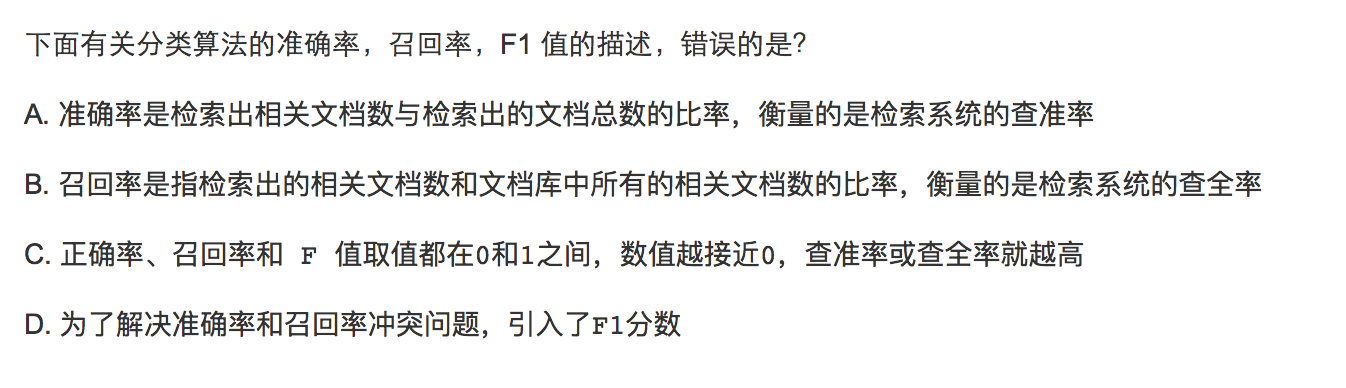 下面有关分类算法的准确率，召回率，F1 值的描述，错误的是？
A. 准确率是检索出相关文档数与检索出的文档总数的比率，衡量的是检索系统的查准率
B. 召回率是指检索出的相关文档数和文档库中所有的相关文档数的比率，衡量的是检索系统的查全率
C. 正确率、召回率和 F 值取值都在0和1之间，数值越接近0，查准率或查全率就越高
D. 为了解决准确率和召回率冲突问题，引入了F1分数